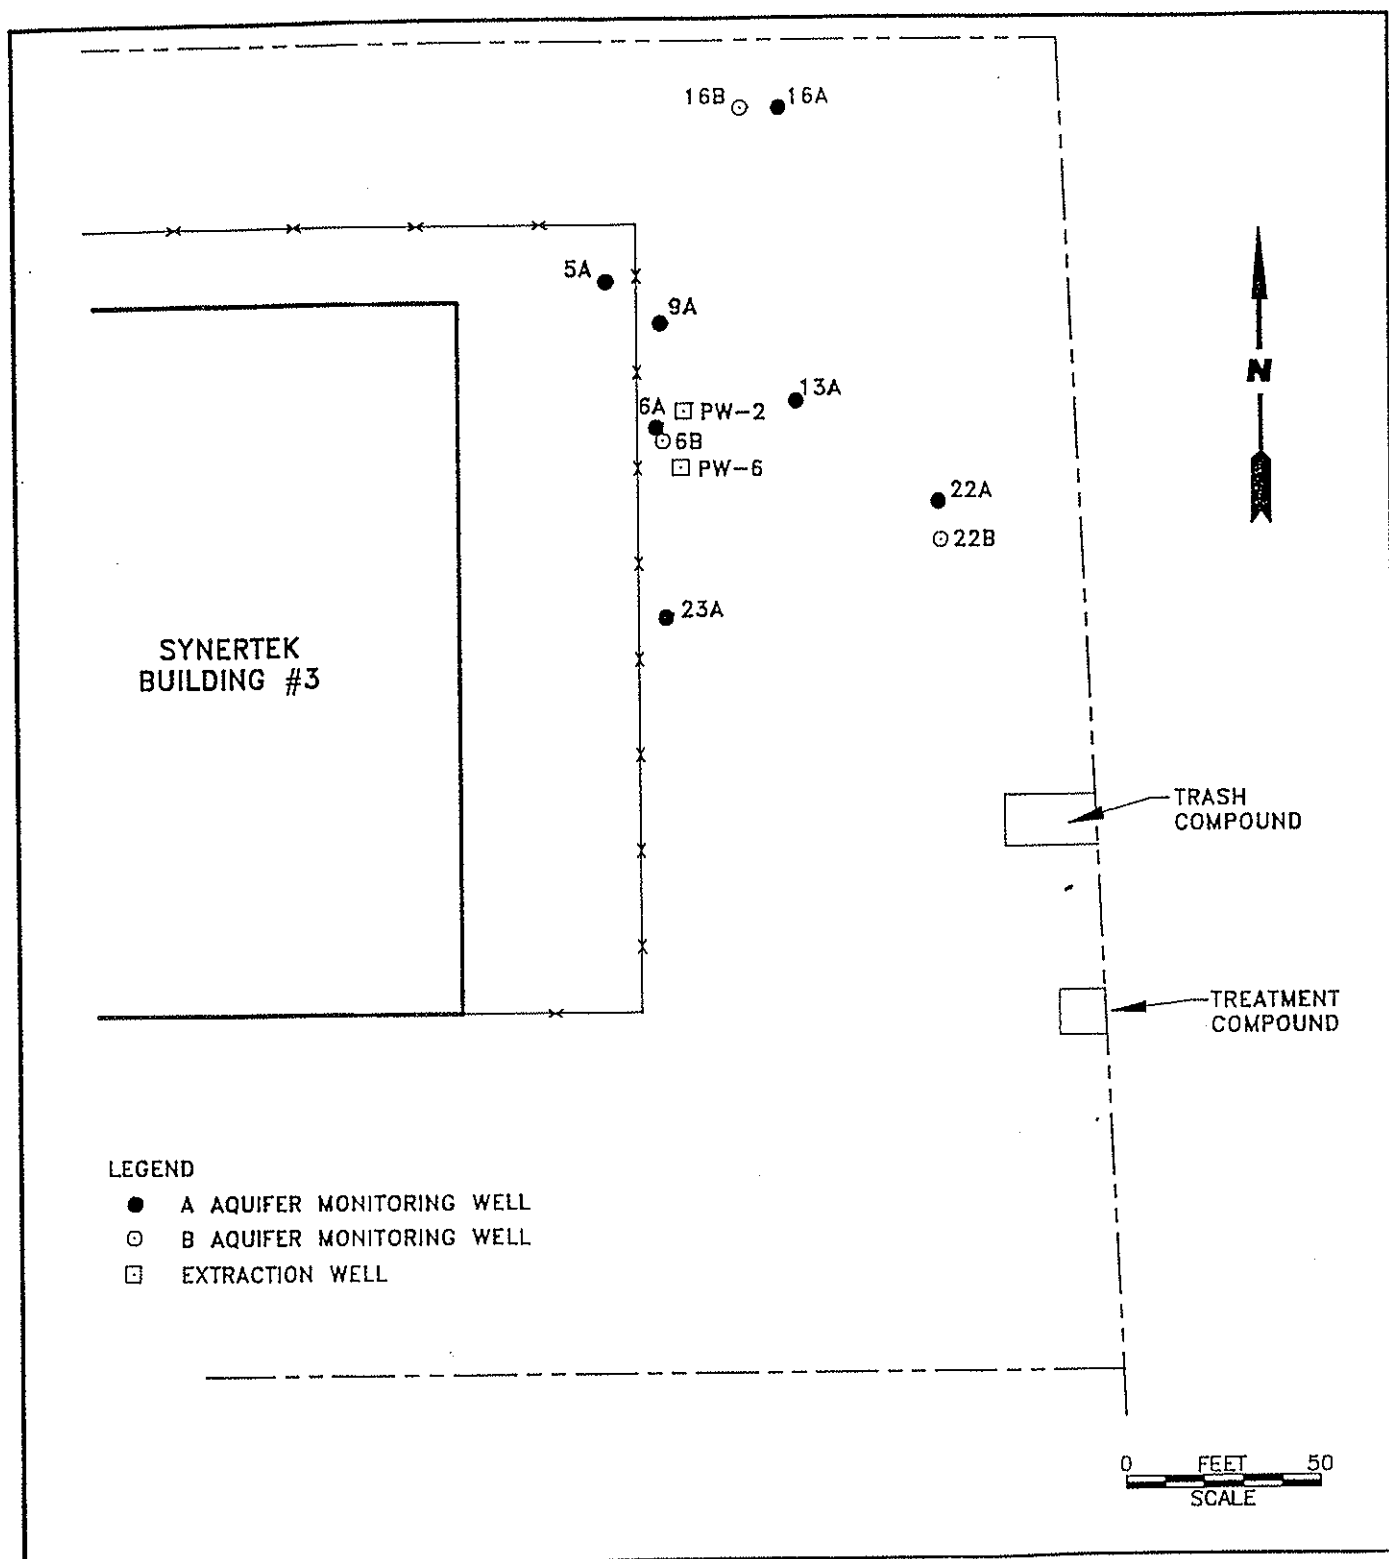 16B
16A
5A
9A
13A
6A
PW-2
6B
PW-6
22A
22B
23A
N
SYNERTEK
BUILDING #3
TRASH
COMPOUND
TREATMENT
COMPOUND
LEGEND
A AQUIFER MONITORING WELL
B AQUIFER MONITORING WELL
EXTRACTION WELL
0 FEET 50
SCALE